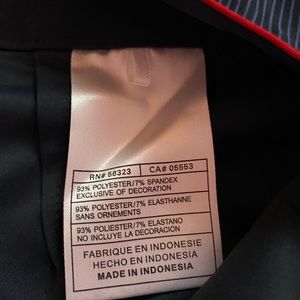 RN# 56323 CA# 05553
93% POLYESTER/7% SPANDEX
EXCLUSIVE OF DECORATION
93% POLYESTER/7% ELASTHANNE
SANS ORNEMENTS
93% POLIESTER/7% ELASTANO
NO INCLUYE LA DECORACION
FABRIQUE EN INDONESIE
HECHO EN INDONESIA
MADE IN INDONESIA